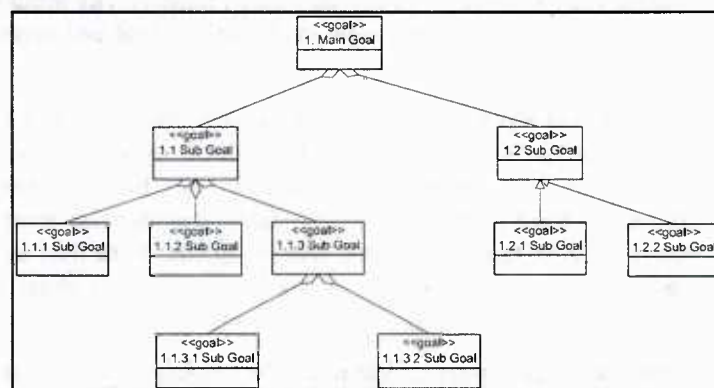 <<goal>>
1. Main Goal
<<goal>>
1.1 Sub Goal
<<goal>>
1.2 Sub Goal
<<goal>>
1.1.1 Sub Goal
<<goal>>
1.1.2 Sub Goal
<<goal>>
1.1.3 Sub Goal
<<goal>>
1.2.1 Sub Goal
<<goal>>
1.2.2 Sub Goal
<<goal>>
1.1.3.1 Sub Goal
<<goal>>
1.1.3.2 Sub Goal